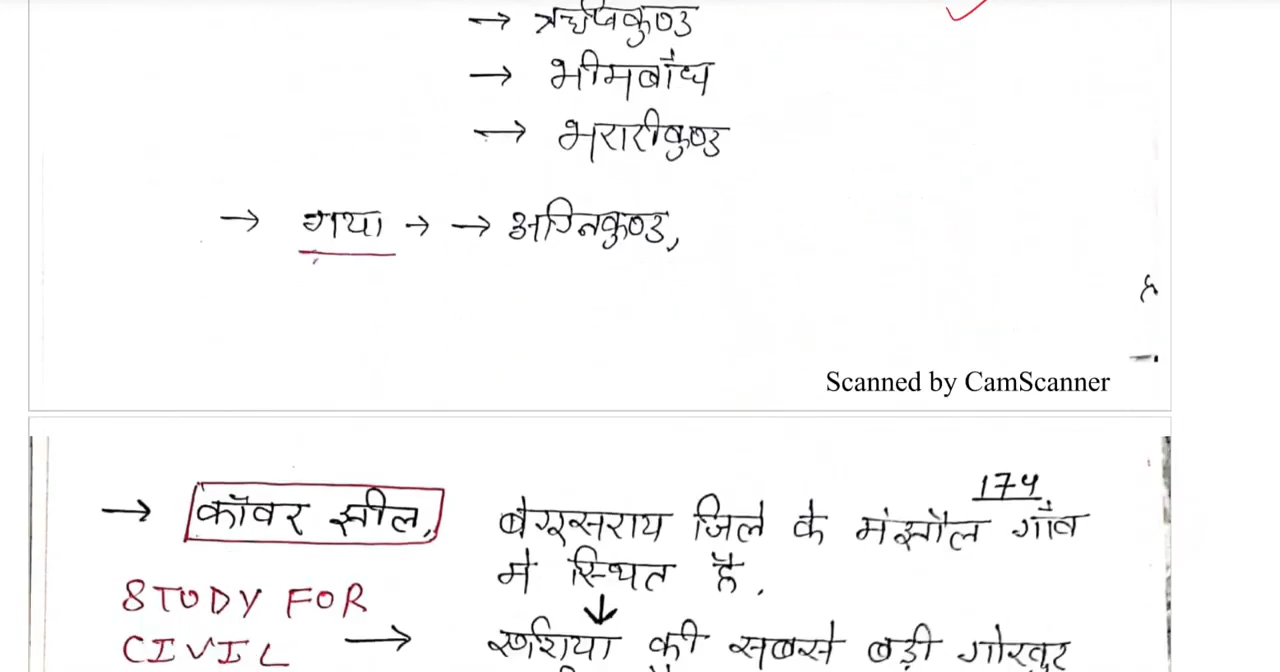 → ऋषिकुण्ड
→ भीमबाँध
→ भरारीकुण्ड
→ गया → → अग्निकुण्ड,
Scanned by CamScanner
174
→ काँवर झील, बेगूसराय जिले के मंझौल गाँव
में स्थित है.
STUDY FOR
↓
CIVIL → एशिया की सबसे बड़ी गोखुर